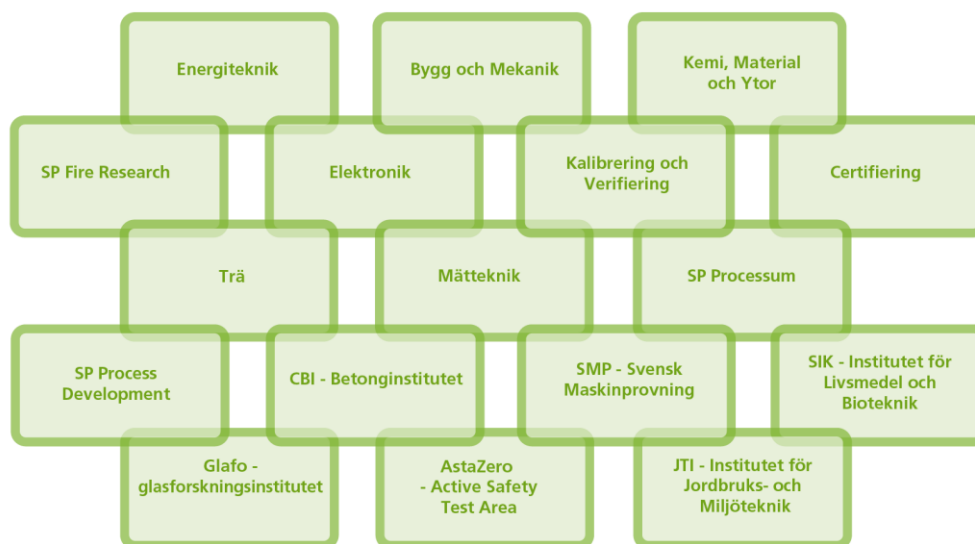 Energiteknik
Bygg och Mekanik
Kemi, Material
och Ytor
SP Fire Research
Elektronik
Kalibrering och
Verifiering
Certifiering
Trä
Mätteknik
SP Processum
SP Process
Development
CBI - Betonginstitutet
SMP - Svensk
Maskinprovning
SIK - Institutet för
Livsmedel och
Bioteknik
Glafo -
glasforskningsinstitutet
AstaZero
- Active Safety
Test Area
JTI - Institutet för
Jordbruks- och
Miljöteknik